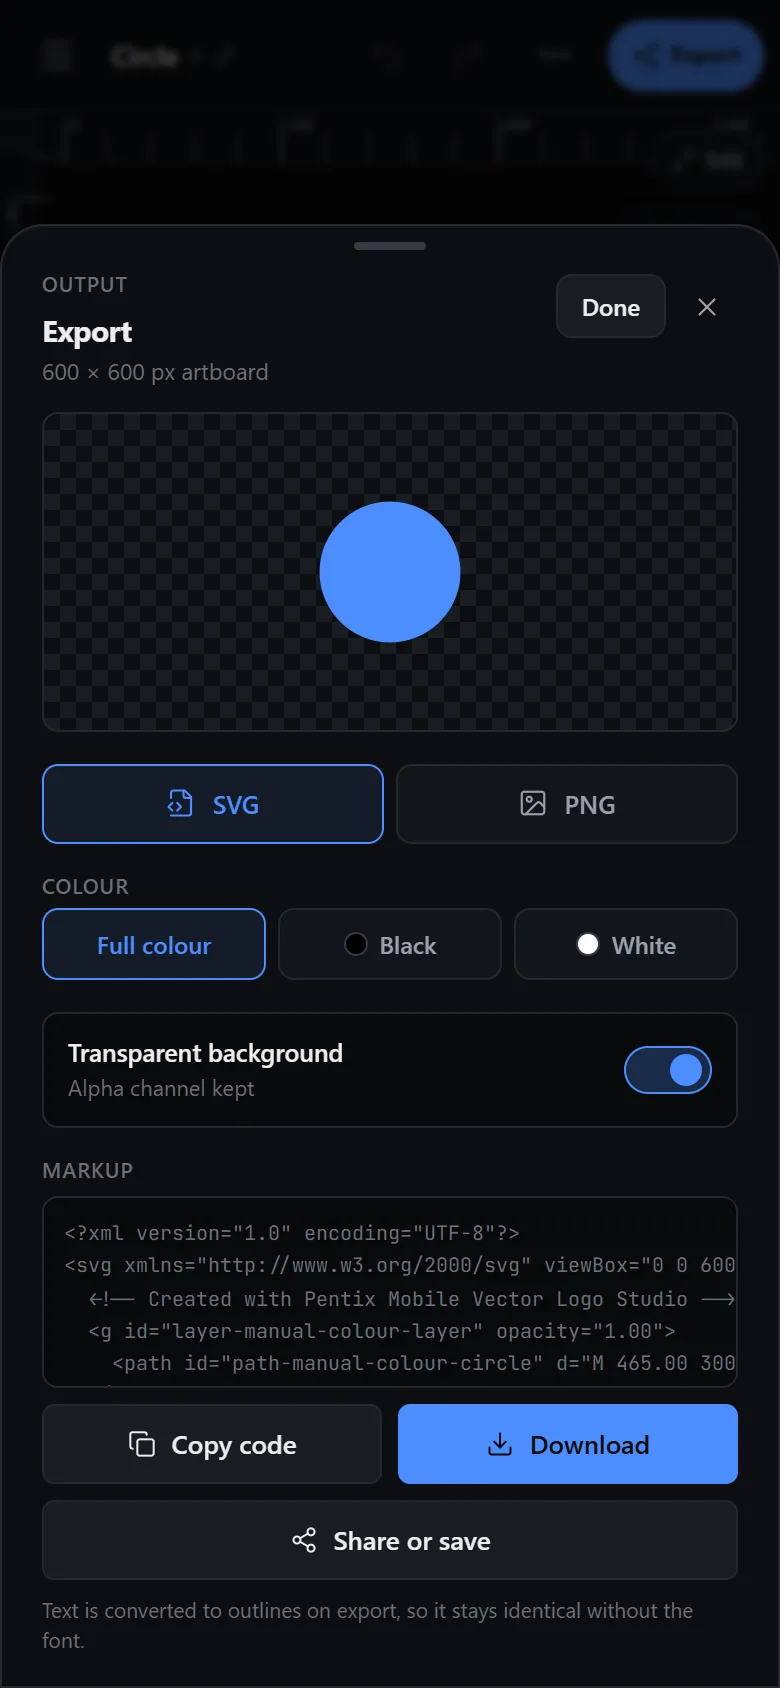 Circle
Export
OUTPUT
Export
600 × 600 px artboard
Done
SVG
PNG
COLOUR
Full colour
Black
White
Transparent background
Alpha channel kept
MARKUP
<?xml version="1.0" encoding="UTF-8"?>
<svg xmlns="http://www.w3.org/2000/svg" viewBox="0 0 600
<!-- Created with Pentix Mobile Vector Logo Studio -->
<g id="layer-manual-colour-layer" opacity="1.00">
<path id="path-manual-colour-circle" d="M 465.00 300
Copy code
Download
Share or save
Text is converted to outlines on export, so it stays identical without the
font.